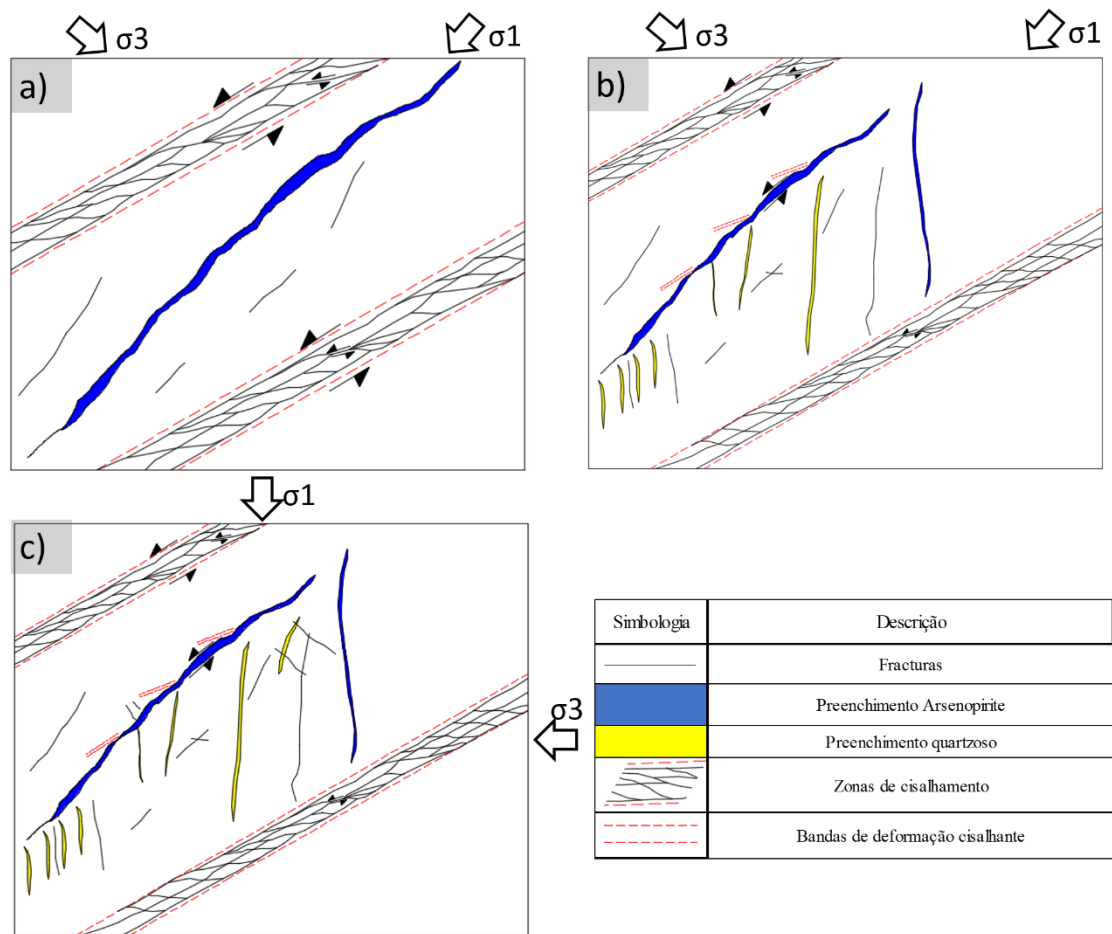 σ3
σ1
a)
σ3
σ1
b)
σ1
c)
σ3
Simbologia Descrição
Fracturas
Preenchimento Arsenopirite
Preenchimento quartzoso
Zonas de cisalhamento
Bandas de deformação cisalhante